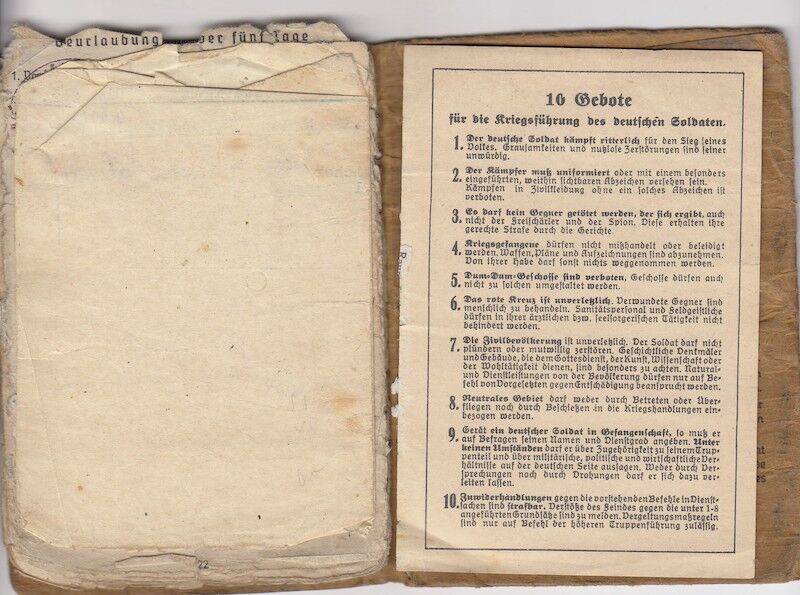 Beurlaubung über fünf Tage
1.
22
10 Gebote
für die Kriegsführung des deutschen Soldaten.
1. Der deutsche Soldat kämpft ritterlich für den Sieg seines
Volkes. Grausamkeiten und nutzlose Zerstörungen sind seiner
unwürdig.
2. Der Kämpfer muß uniformiert oder mit einem besonders
eingeführten, weithin sichtbaren Abzeichen versehen sein.
Kämpfen in Zivilkleidung ohne ein solches Abzeichen ist
verboten.
3. Es darf kein Gegner getötet werden, der sich ergibt, auch
nicht der Freischärler und der Spion. Diese erhalten ihre
gerechte Strafe durch die Gerichte.
4. Kriegsgefangene dürfen nicht mißhandelt oder beleidigt
werden. Waffen, Pläne und Aufzeichnungen sind abzunehmen.
Von ihrer Habe darf sonst nichts weggenommen werden.
5. Dum-Dum-Geschosse sind verboten. Geschosse dürfen auch
nicht zu solchen umgestaltet werden.
6. Das rote Kreuz ist unverletzlich. Verwundete Gegner sind
menschlich zu behandeln. Sanitätspersonal und Feldgeistliche
dürfen in ihrer ärztlichen bzw. seelsorgerischen Tätigkeit nicht
behindert werden.
7. Die Zivilbevölkerung ist unverletzlich. Der Soldat darf nicht
plündern oder mutwillig zerstören. Geschichtliche Denkmäler
und Gebäude, die dem Gottesdienst, der Kunst, Wissenschaft oder
der Wohltätigkeit dienen, sind besonders zu achten. Natural-
und Dienstleistungen von der Bevölkerung dürfen nur auf Be-
fehl von Vorgesetzten gegen Entschädigung beansprucht werden.
8. Neutrales Gebiet darf weder durch Betreten oder Über-
fliegen noch durch Beschießen in die Kriegshandlungen ein-
bezogen werden.
9. Gerät ein deutscher Soldat in Gefangenschaft, so muß er
auf Befragen seinen Namen und Dienstgrad angeben. Unter
keinen Umständen darf er über Zugehörigkeit zu seinem Trup-
penteil und über militärische, politische und wirtschaftliche Ver-
hältnisse auf der deutschen Seite aussagen. Weder durch Ver-
sprechungen noch durch Drohungen darf er sich dazu ver-
leiten lassen.
10. Zuwiderhandlungen gegen die vorstehenden Befehle in Dienst-
sachen sind strafbar. Verstöße des Feindes gegen die unter 1-8
angeführten Grundsätze sind zu melden. Vergeltungsmaßregeln
sind nur auf Befehl der höheren Truppenführung zulässig.